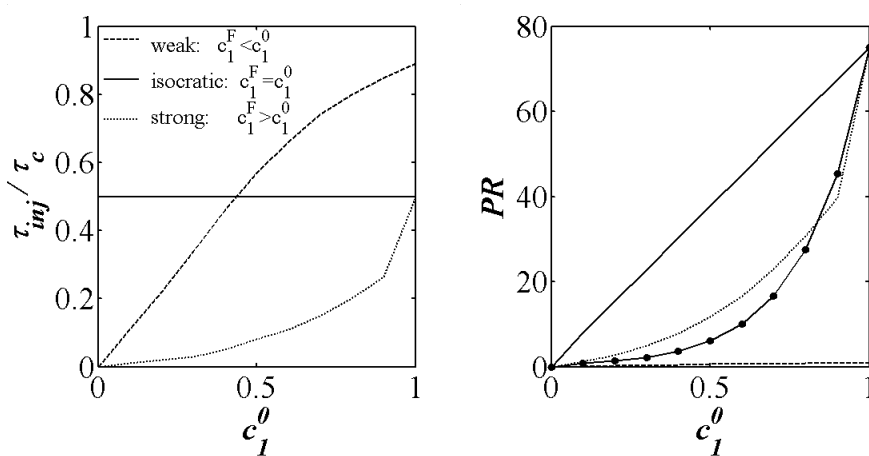 1
0.8
0.6
0.4
0.2
0
0 0.5 1
τ_inj / τ_c
c_1^0
weak: c_1^F < c_1^0
isocratic: c_1^F = c_1^0
strong: c_1^F > c_1^0
80
60
40
20
0
0 0.5 1
PR
c_1^0